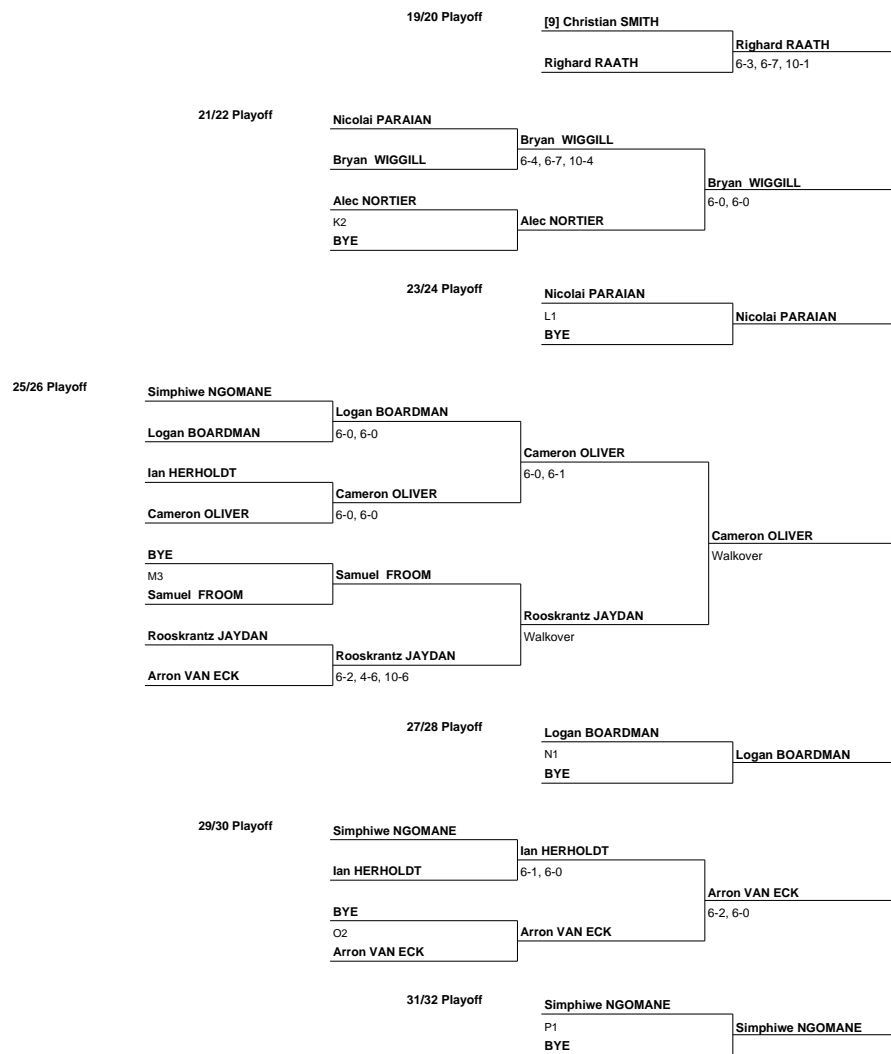 19/20 Playoff
[9] Christian SMITH
Righard RAATH
Righard RAATH
6-3, 6-7, 10-1
21/22 Playoff
Nicolai PARAIAN
Bryan WIGGILL
Bryan WIGGILL
6-4, 6-7, 10-4
Bryan WIGGILL
6-0, 6-0
Alec NORTIER
K2
Alec NORTIER
BYE
23/24 Playoff
Nicolai PARAIAN
L1
Nicolai PARAIAN
BYE
25/26 Playoff
Simphiwe NGOMANE
Logan BOARDMAN
Logan BOARDMAN
6-0, 6-0
Cameron OLIVER
6-0, 6-1
Ian HERHOLDT
Cameron OLIVER
Cameron OLIVER
6-0, 6-0
Cameron OLIVER
Walkover
BYE
M3
Samuel FROOM
Samuel FROOM
Rooskrantz JAYDAN
Walkover
Rooskrantz JAYDAN
Rooskrantz JAYDAN
Arron VAN ECK
6-2, 4-6, 10-6
27/28 Playoff
Logan BOARDMAN
N1
Logan BOARDMAN
BYE
29/30 Playoff
Simphiwe NGOMANE
Ian HERHOLDT
Ian HERHOLDT
6-1, 6-0
Arron VAN ECK
6-2, 6-0
BYE
O2
Arron VAN ECK
Arron VAN ECK
31/32 Playoff
Simphiwe NGOMANE
P1
Simphiwe NGOMANE
BYE